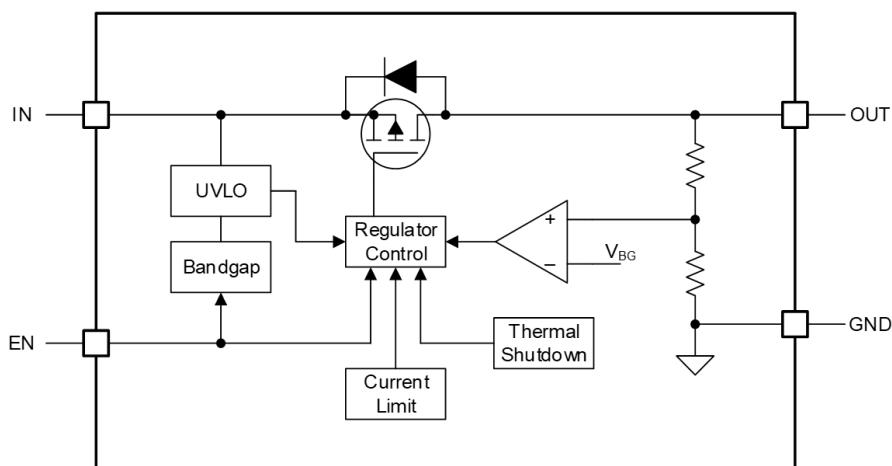 IN
OUT
UVLO
Regulator
Control
+
−
V_BG
Bandgap
EN
GND
Thermal
Shutdown
Current
Limit